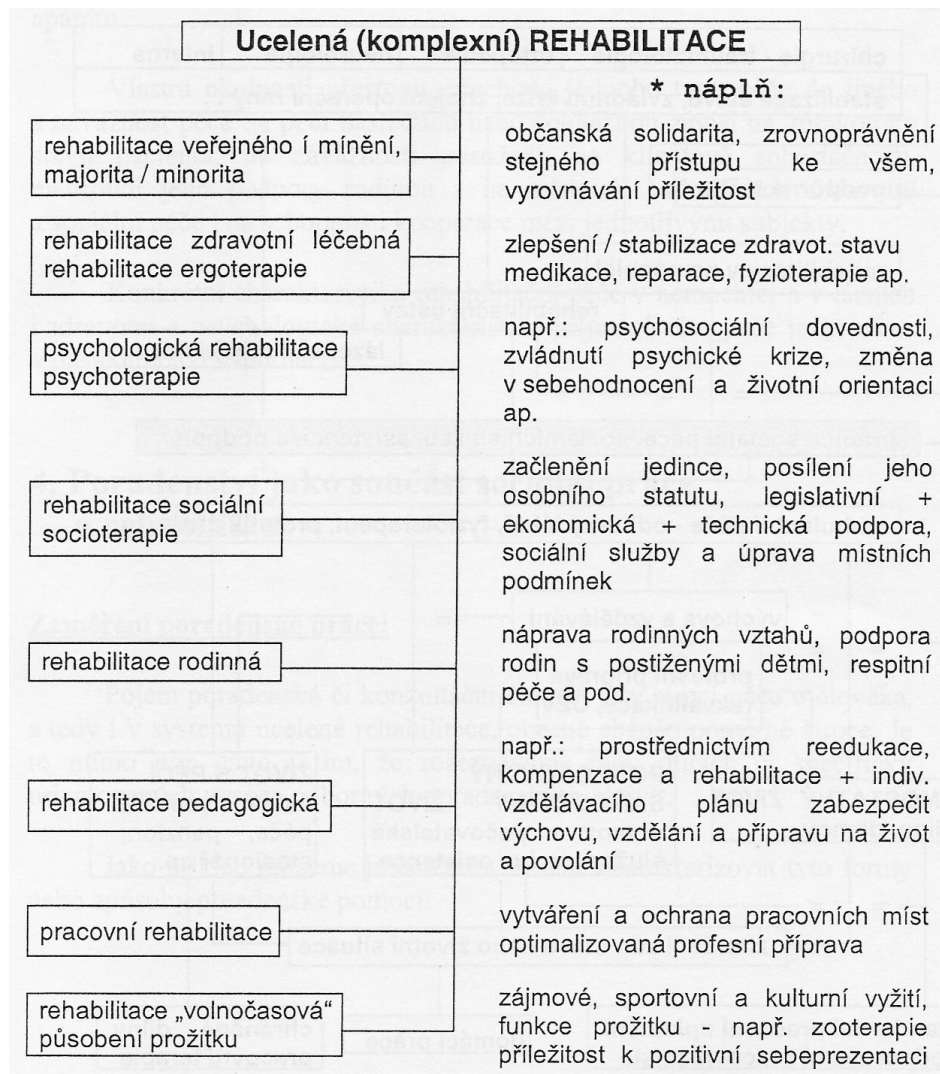 Ucelená (komplexní) REHABILITACE
* náplň:
rehabilitace veřejného í mínění,
majorita / minorita
občanská solidarita, zrovnoprávnění
stejného přístupu ke všem,
vyrovnávání příležitost
rehabilitace zdravotní léčebná
rehabilitace ergoterapie
zlepšení / stabilizace zdravot. stavu
medikace, reparace, fyzioterapie ap.
psychologická rehabilitace
psychoterapie
např.: psychosociální dovednosti,
zvládnutí psychické krize, změna
v sebehodnocení a životní orientaci
ap.
rehabilitace sociální
socioterapie
začlenění jedince, posílení jeho
osobního statutu, legislativní +
ekonomická + technická podpora,
sociální služby a úprava místních
podmínek
rehabilitace rodinná
náprava rodinných vztahů, podpora
rodin s postiženými dětmi, respitní
péče a pod.
rehabilitace pedagogická
např.: prostřednictvím reedukace,
kompenzace a rehabilitace + indiv.
vzdělávacího plánu zabezpečit
výchovu, vzdělání a přípravu na život
a povolání
pracovní rehabilitace
vytváření a ochrana pracovních míst
optimalizovaná profesní příprava
rehabilitace „volnočasová"
působení prožitku
zájmové, sportovní a kulturní vyžití,
funkce prožitku - např. zooterapie
příležitost k pozitivní sebeprezentaci